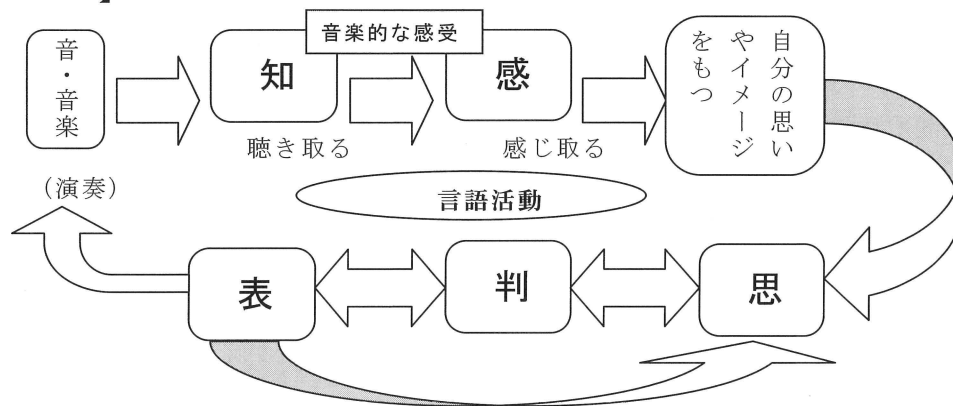 音楽的な感受
音・音楽
知
感
自分の思い
やイメージ
をもつ
聴き取る
感じ取る
(演奏)
言語活動
表
判
思